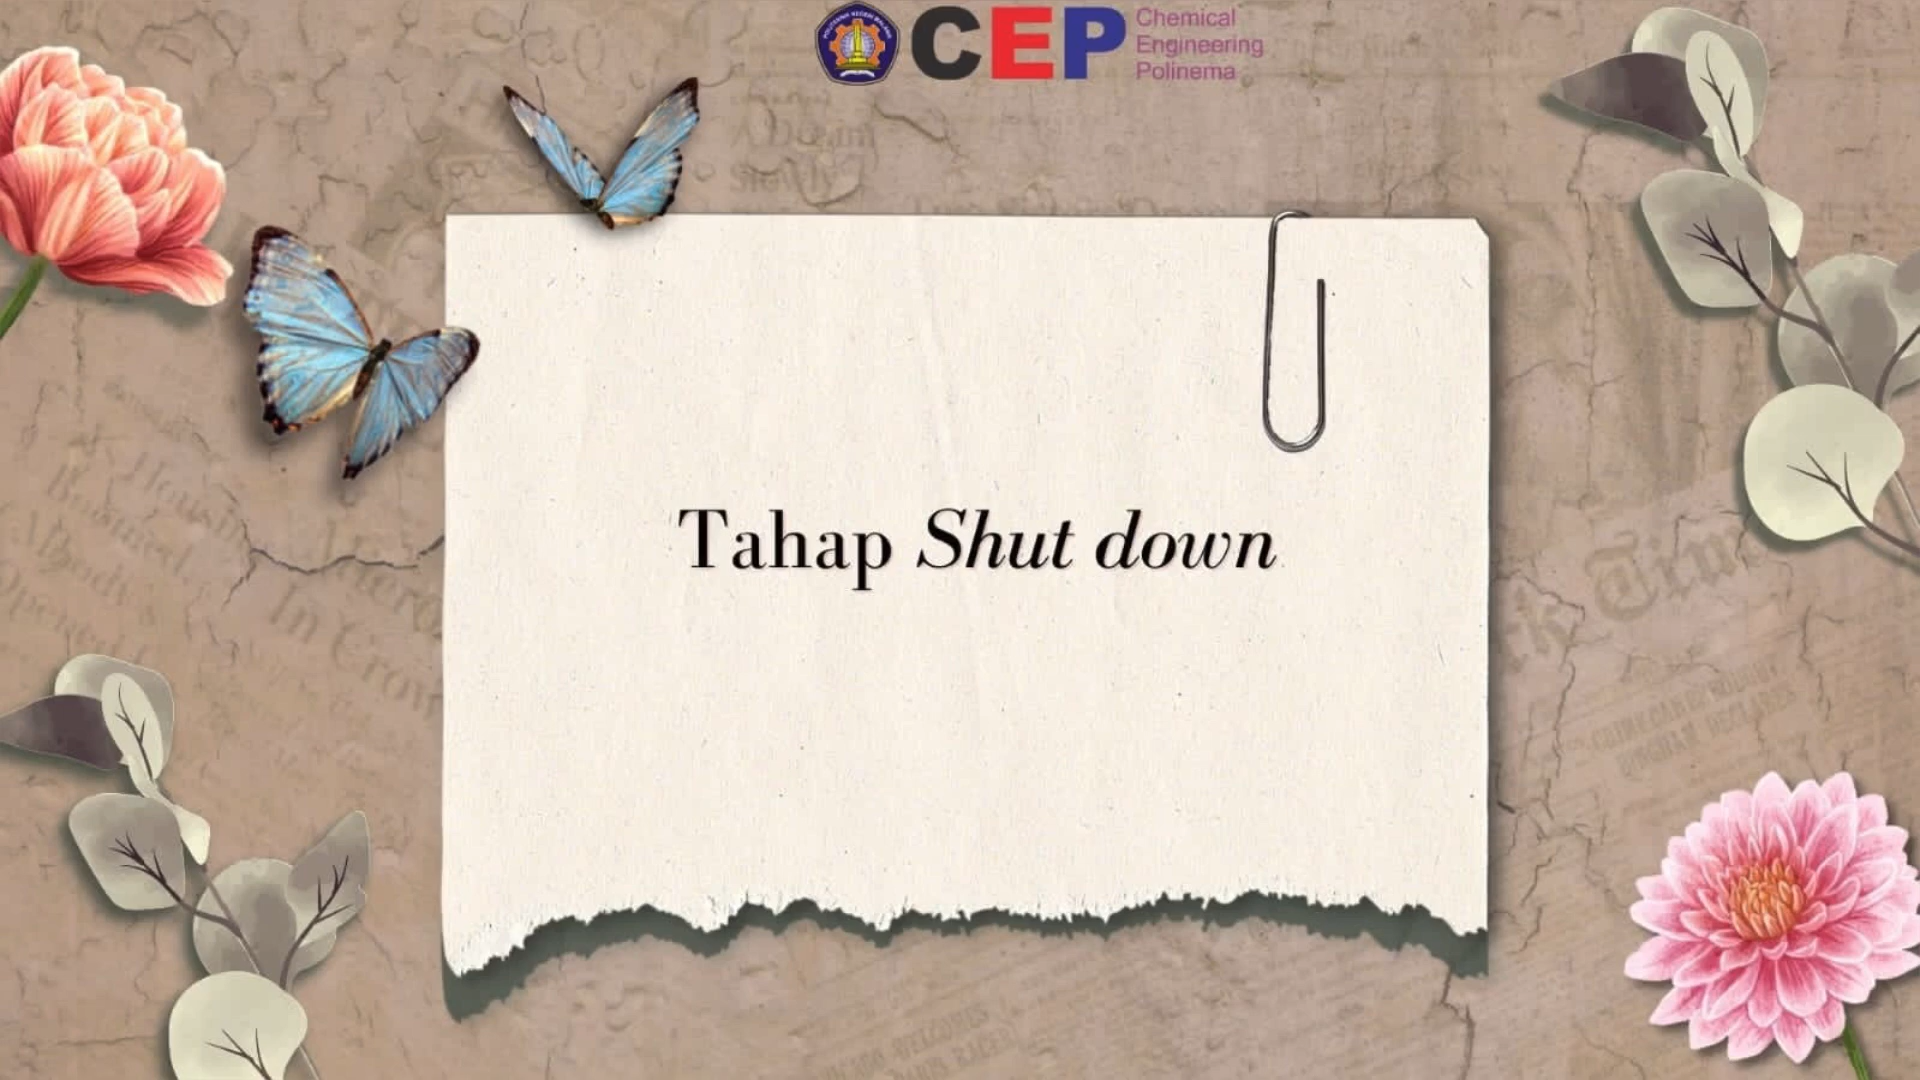 CEP
Chemical
Engineering
Polinema
Tahap Shut down